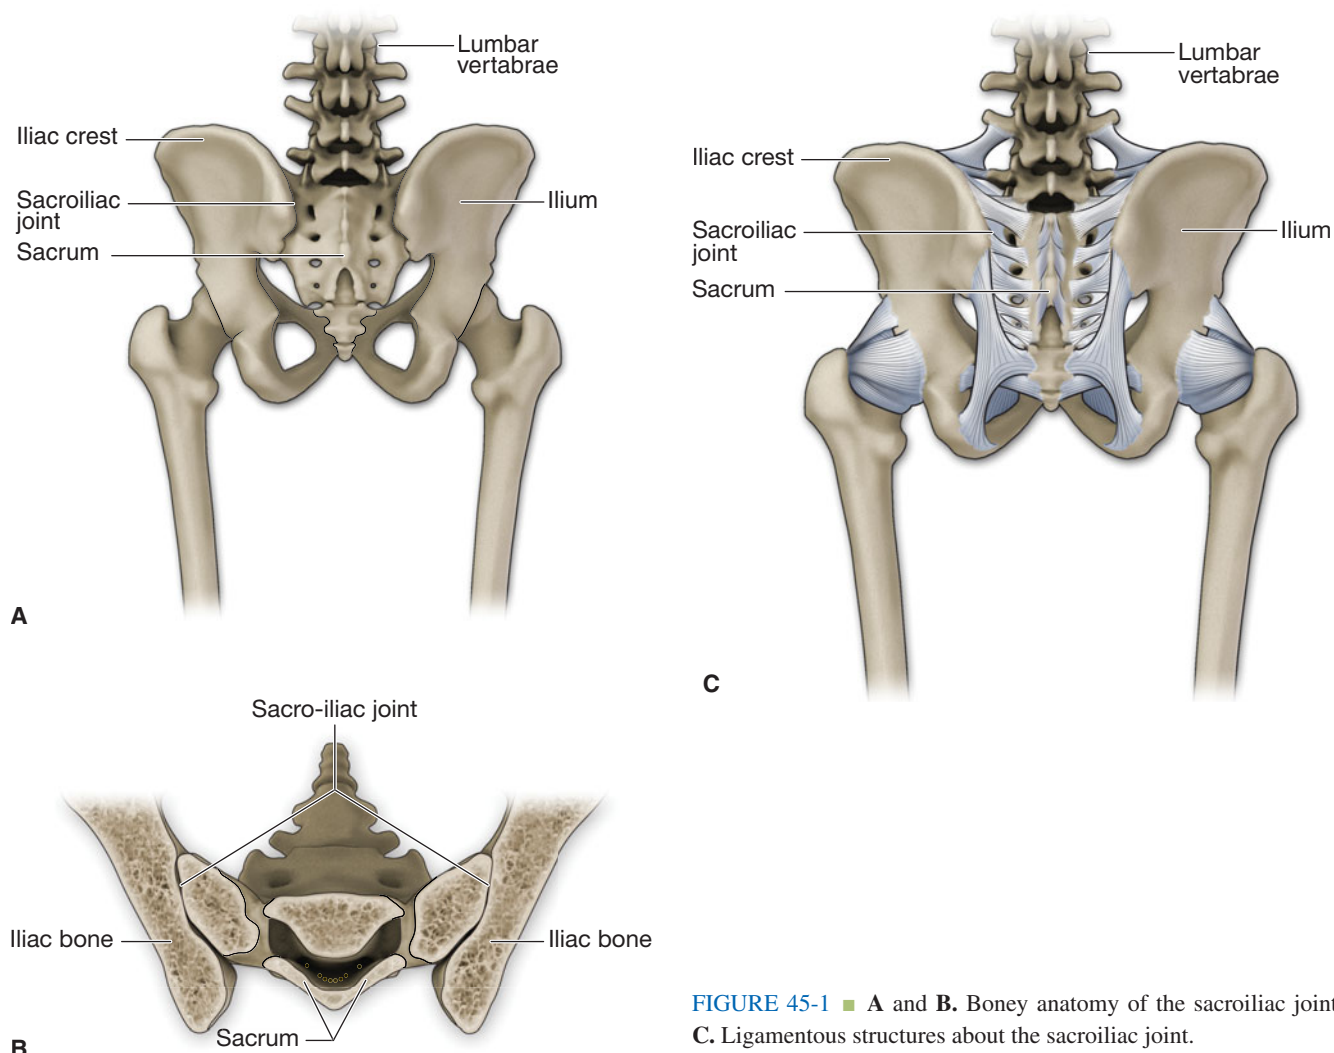 Lumbar
vertabrae
Iliac crest
Sacroiliac
joint
Ilium
Sacrum
A
Lumbar
vertabrae
Iliac crest
Sacroiliac
joint
Ilium
Sacrum
C
Sacro-iliac joint
Iliac bone
Iliac bone
Sacrum
B
FIGURE 45-1 ■ A and B. Boney anatomy of the sacroiliac joint
C. Ligamentous structures about the sacroiliac joint.